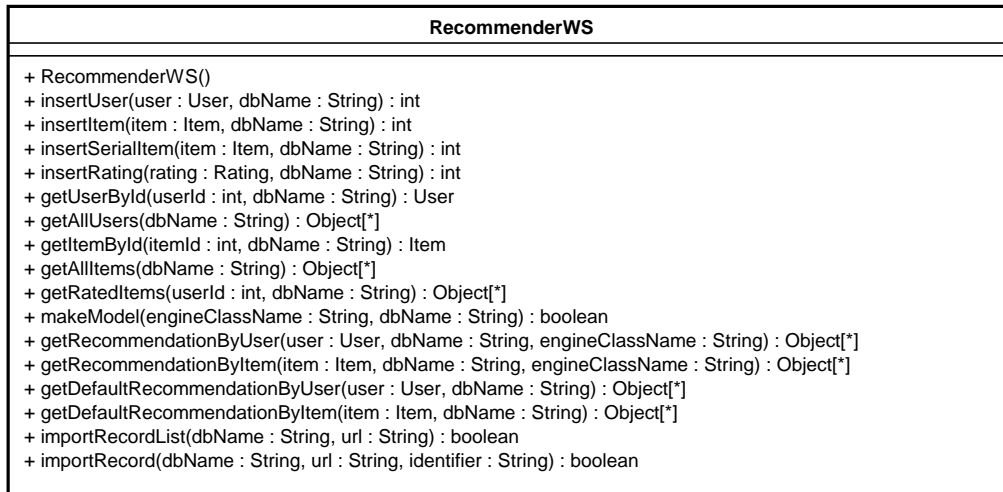 RecommenderWS
+ RecommenderWS()
+ insertUser(user : User, dbName : String) : int
+ insertItem(item : Item, dbName : String) : int
+ insertSerialItem(item : Item, dbName : String) : int
+ insertRating(rating : Rating, dbName : String) : int
+ getUserById(userId : int, dbName : String) : User
+ getAllUsers(dbName : String) : Object[*]
+ getItemById(itemId : int, dbName : String) : Item
+ getAllItems(dbName : String) : Object[*]
+ getRatedItems(userId : int, dbName : String) : Object[*]
+ makeModel(engineClassName : String, dbName : String) : boolean
+ getRecommendationByUser(user : User, dbName : String, engineClassName : String) : Object[*]
+ getRecommendationByItem(item : Item, dbName : String, engineClassName : String) : Object[*]
+ getDefaultRecommendationByUser(user : User, dbName : String) : Object[*]
+ getDefaultRecommendationByItem(item : Item, dbName : String) : Object[*]
+ importRecordList(dbName : String, url : String) : boolean
+ importRecord(dbName : String, url : String, identifier : String) : boolean